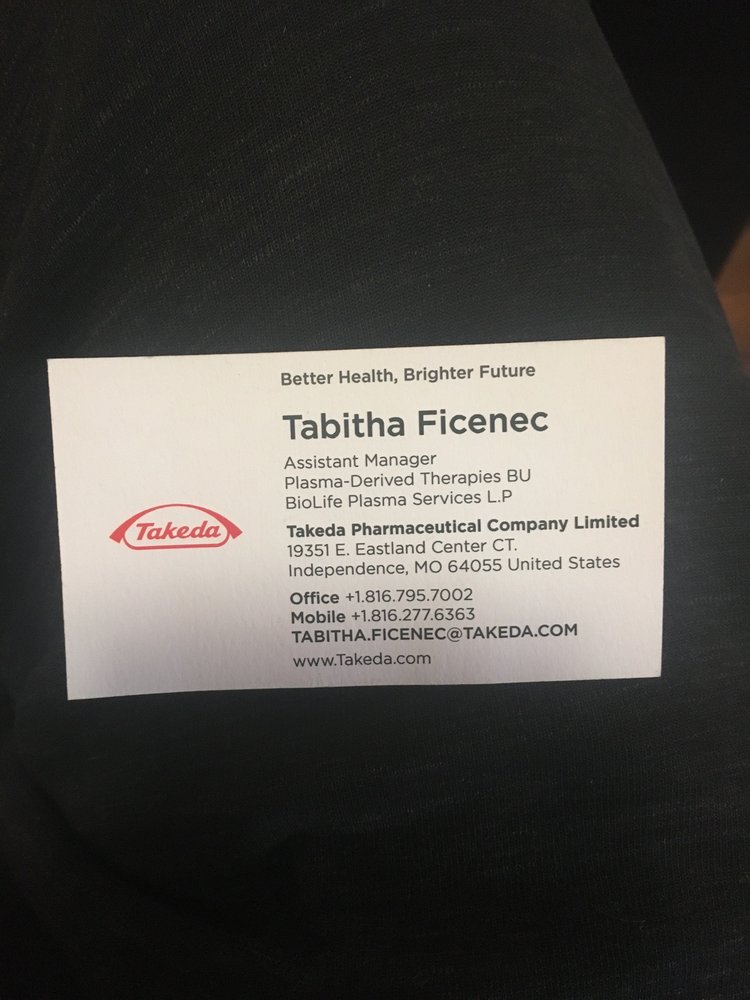 Better Health, Brighter Future
Tabitha Ficenec
Assistant Manager
Plasma-Derived Therapies BU
BioLife Plasma Services L.P
Takeda
Takeda Pharmaceutical Company Limited
19351 E. Eastland Center CT.
Independence, MO 64055 United States
Office +1.816.795.7002
Mobile +1.816.277.6363
TABITHA.FICENEC@TAKEDA.COM
www.Takeda.com